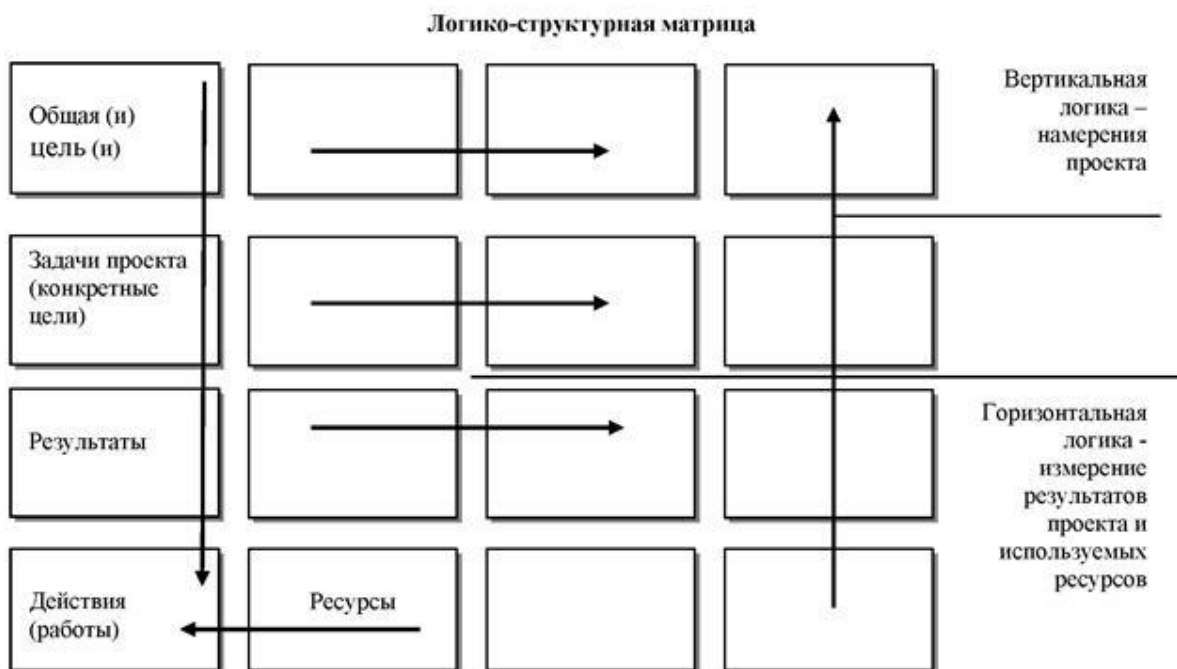 Логико-структурная матрица
Общая (и)
цель (и)
Вертикальная
логика –
намерения
проекта
Задачи проекта
(конкретные
цели)
Результаты
Горизонтальная
логика -
измерение
результатов
проекта и
используемых
ресурсов
Действия
(работы)
Ресурсы